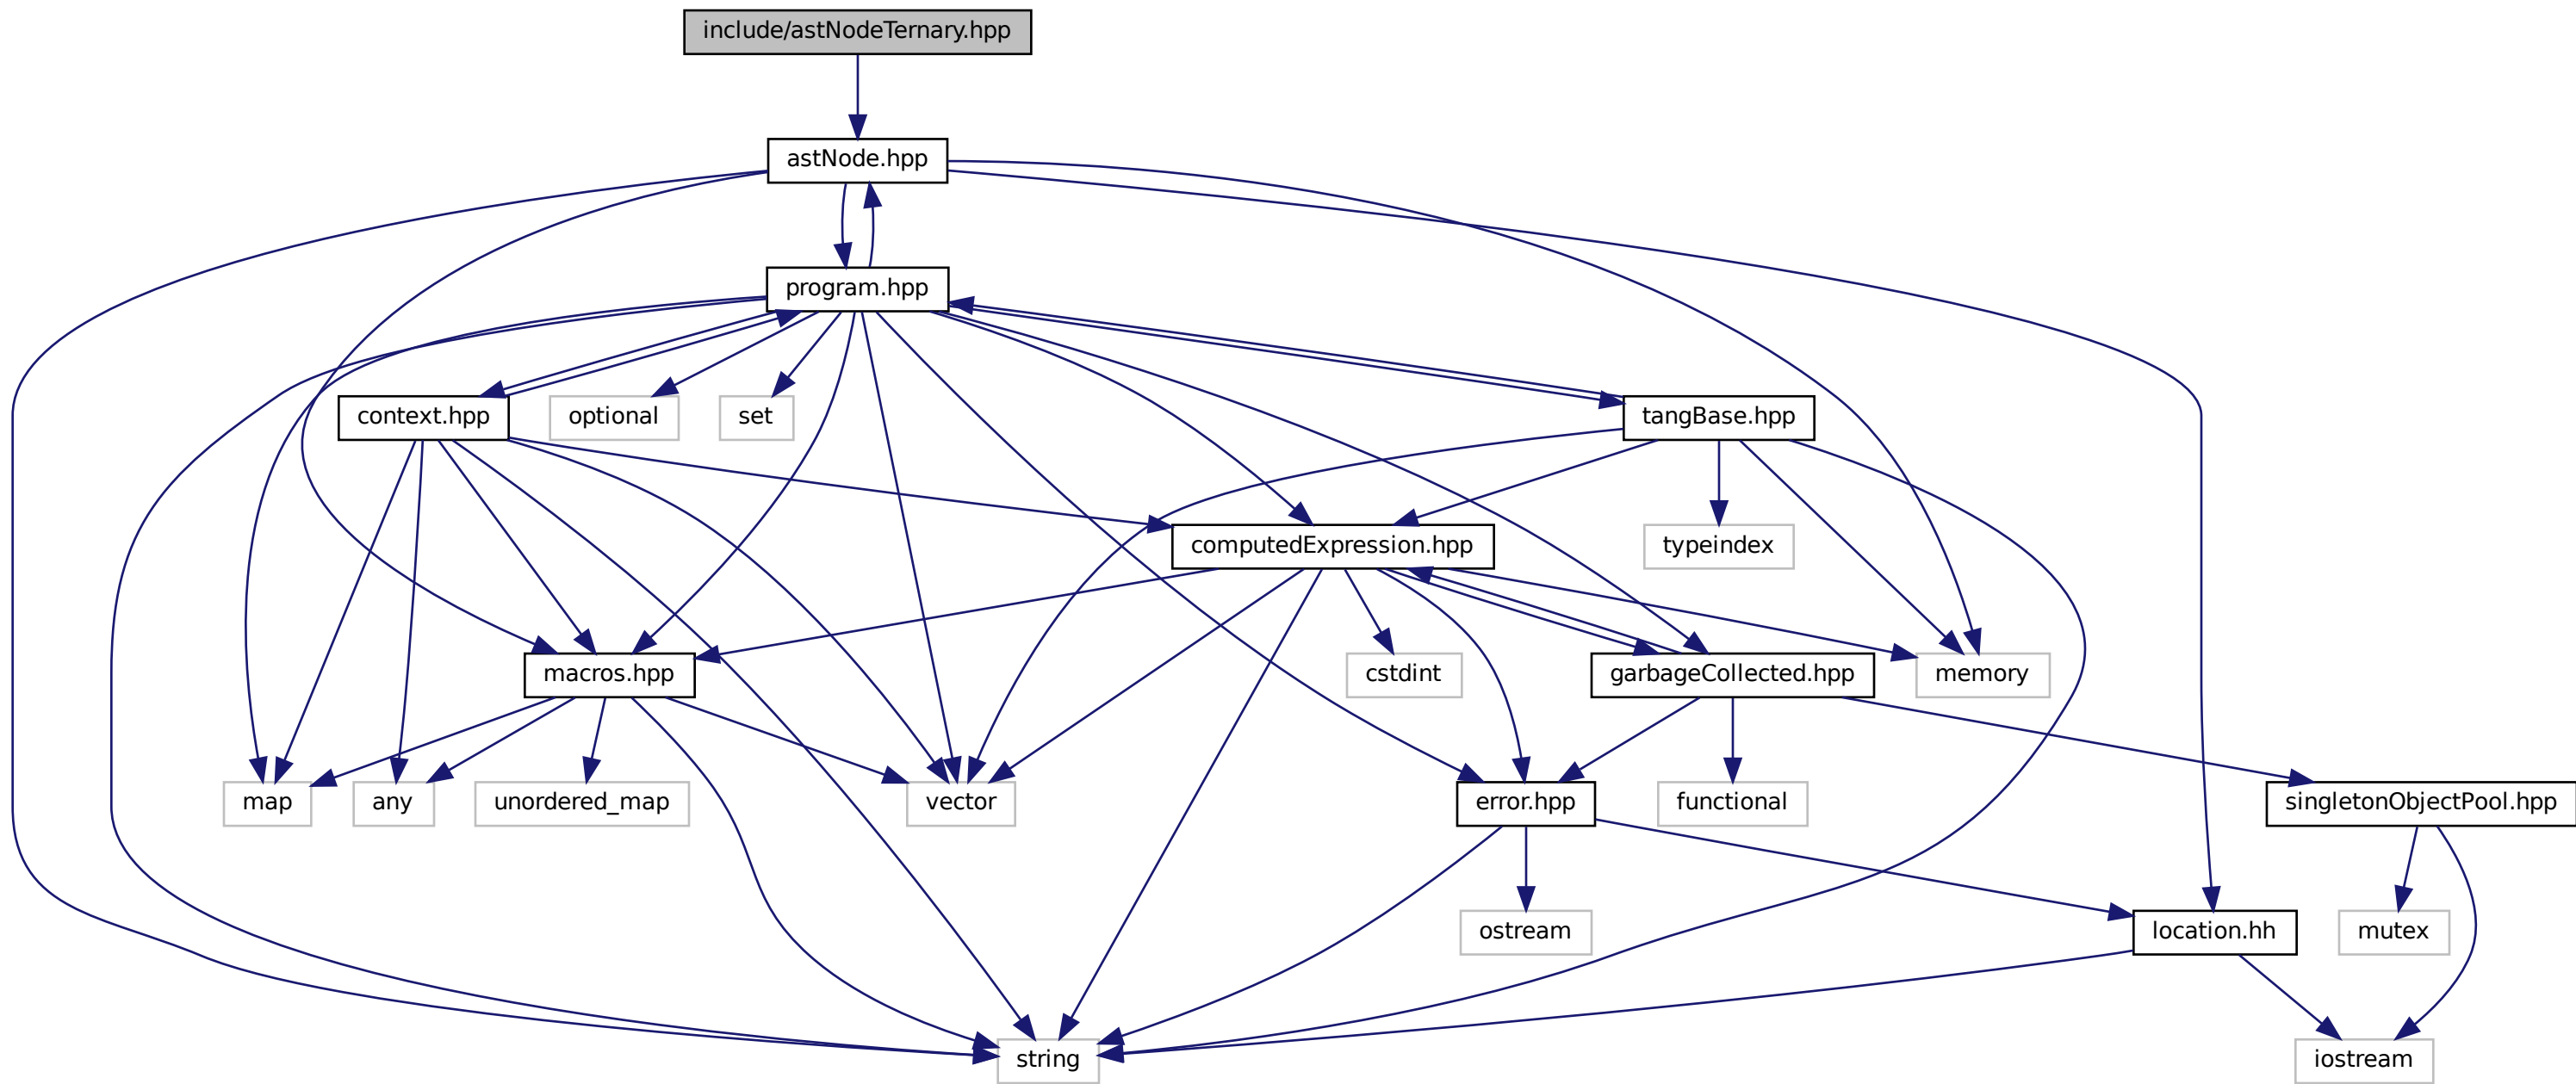 include/astNodeTernary.hpp
astNode.hpp
program.hpp
context.hpp
optional
set
tangBase.hpp
computedExpression.hpp
typeindex
macros.hpp
cstdint
garbageCollected.hpp
memory
map
any
unordered_map
vector
error.hpp
functional
singletonObjectPool.hpp
ostream
location.hh
mutex
string
iostream